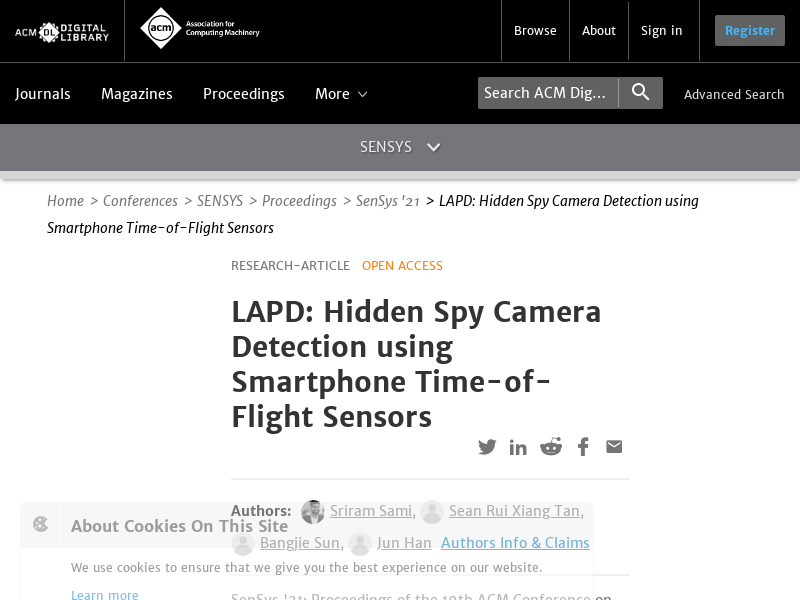 ACM DL DIGITAL LIBRARY
acm Association for Computing Machinery
Browse
About
Sign in
Register
Journals
Magazines
Proceedings
More
Search ACM Dig...
Advanced Search
SENSYS
Home > Conferences > SENSYS > Proceedings > SenSys '21 > LAPD: Hidden Spy Camera Detection using
Smartphone Time-of-Flight Sensors
RESEARCH-ARTICLE OPEN ACCESS
LAPD: Hidden Spy Camera
Detection using
Smartphone Time-of-
Flight Sensors
Authors: Sriram Sami, Sean Rui Xiang Tan,
Bangjie Sun, Jun Han Authors Info & Claims
About Cookies On This Site
We use cookies to ensure that we give you the best experience on our website.
Learn more
SenSys '21: Proceedings of the 19th ACM Conference on